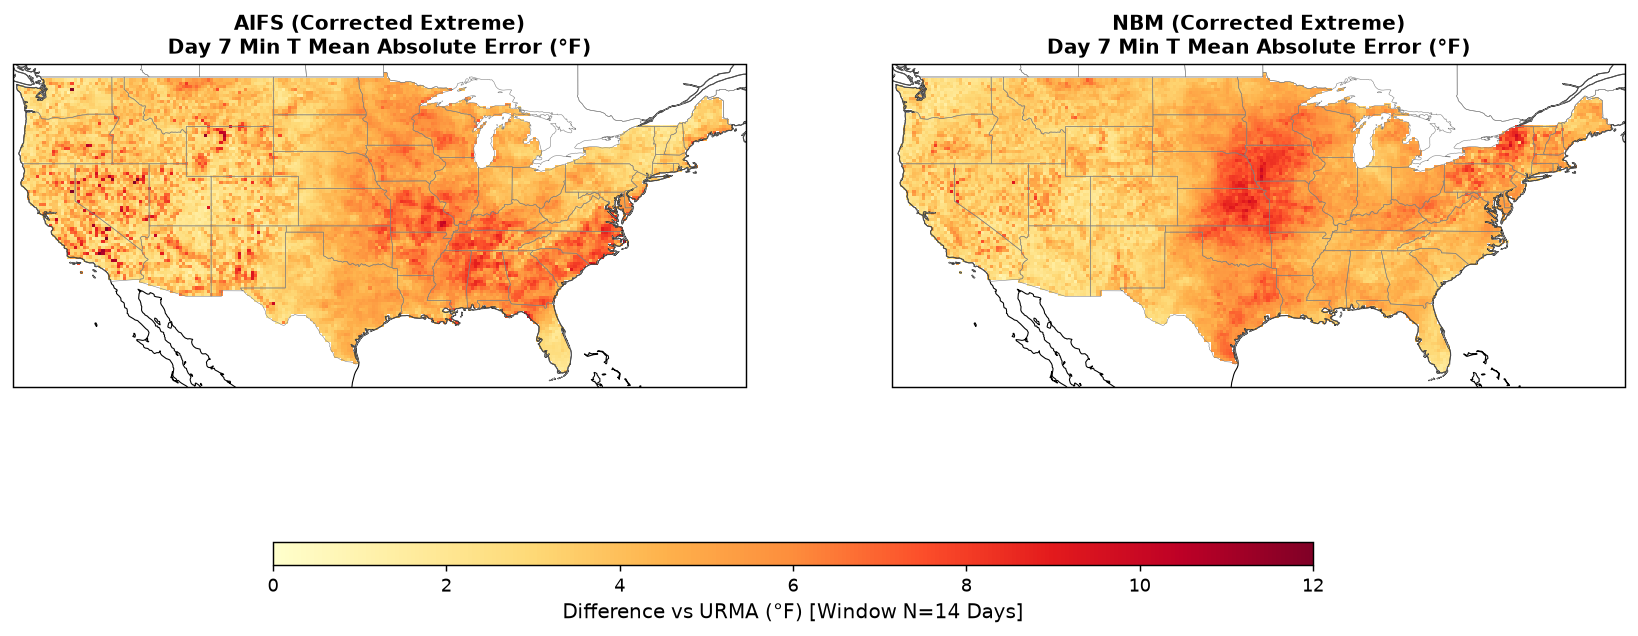 AIFS (Corrected Extreme)
Day 7 Min T Mean Absolute Error (°F)
NBM (Corrected Extreme)
Day 7 Min T Mean Absolute Error (°F)
0 2 4 6 8 10 12
Difference vs URMA (°F) [Window N=14 Days]